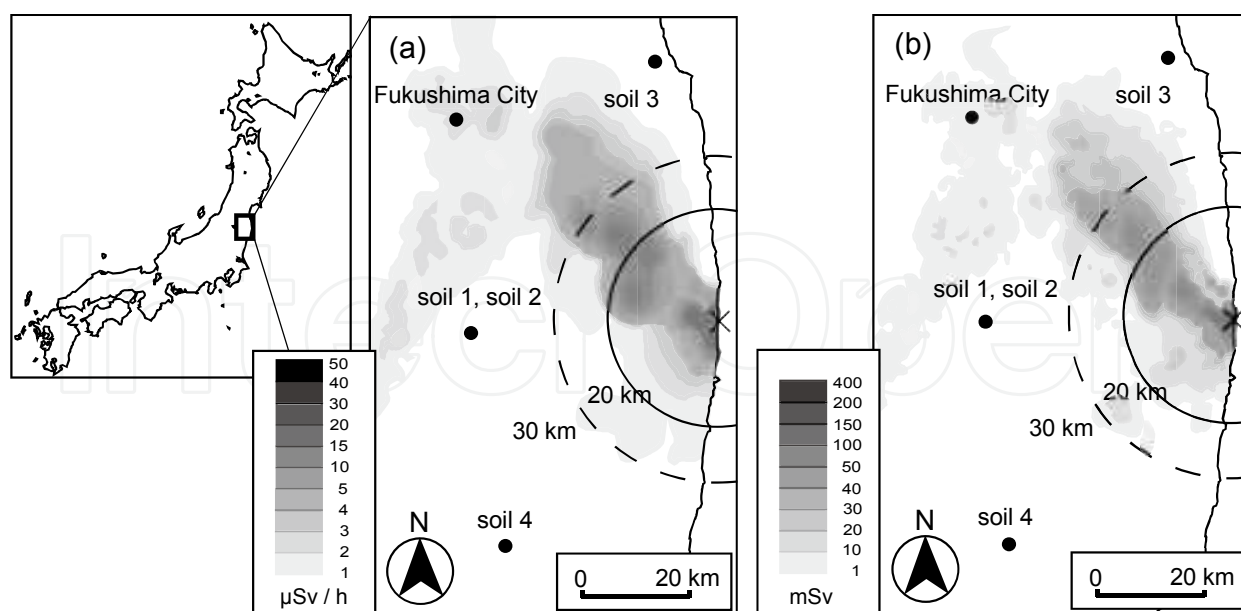 (a)
Fukushima City
soil 3
soil 1, soil 2
20 km
30 km
soil 4
N
0 20 km
50
40
30
20
15
10
5
4
3
2
1
µSv / h
(b)
Fukushima City
soil 3
soil 1, soil 2
20 km
30 km
soil 4
N
0 20 km
400
200
150
100
50
40
30
20
10
1
mSv
IntechOpen